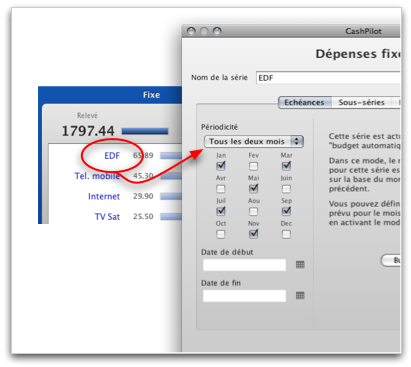 CashPilot
Dépenses fix
Nom de la série EDF
Echéances Sous-séries
Fixe
Relevé
1797.44
EDF 65.89
Tel. mobile 45.30
Internet 29.90
TV Sat 25.50
Périodicité
Tous les deux mois
Jan Fev Mar
Avr Mai Juin
Juil Aou Sep
Oct Nov Dec
Date de début
Date de fin
Cette série est acti
"budget automatiq
Dans ce mode, le
pour cette série es
sur la base du mo
précédent.
Vous pouvez défin
prévu pour le mois
en activant le mod